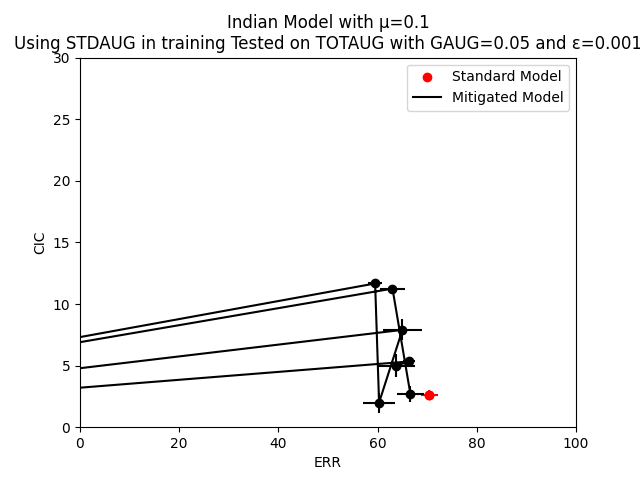 Indian Model with μ=0.1
Using STDAUG in training Tested on TOTAUG with GAUG=0.05 and ε=0.001
Standard Model
Mitigated Model
30
25
20
15
10
5
0
CIC
0 20 40 60 80 100
ERR